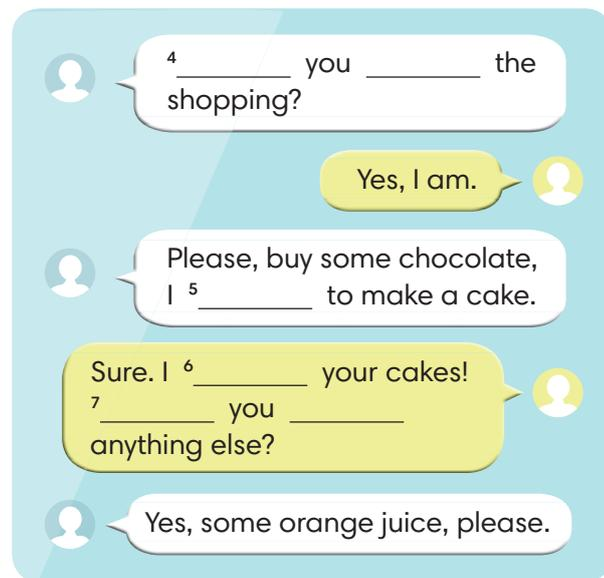 4________ you ________ the
shopping?
Yes, I am.
Please, buy some chocolate,
I 5________ to make a cake.
Sure. I 6________ your cakes!
7________ you ________
anything else?
Yes, some orange juice, please.